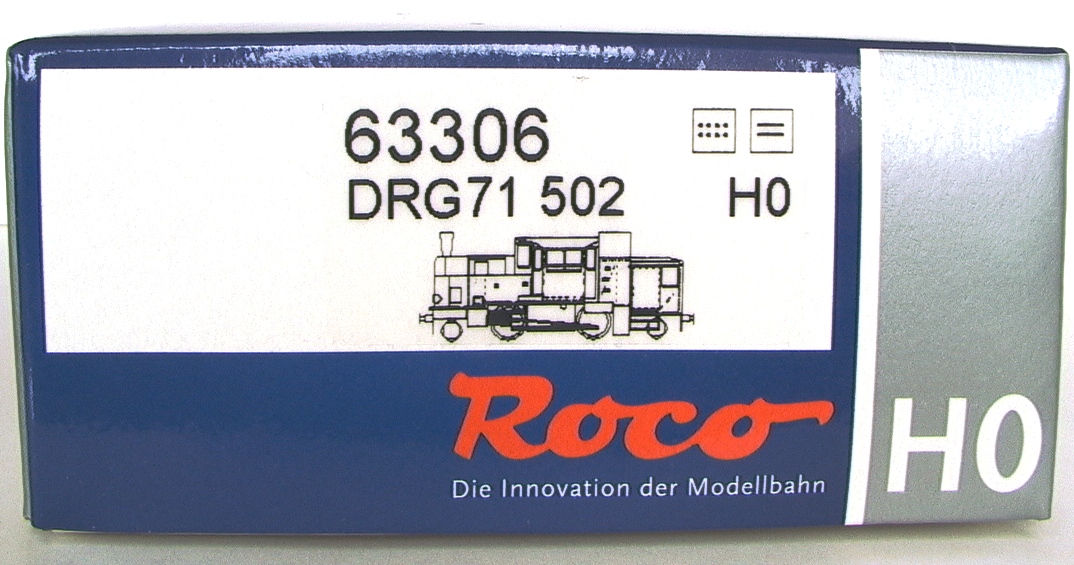 63306
DRG71 502 H0
Roco
Die Innovation der Modellbahn
H0